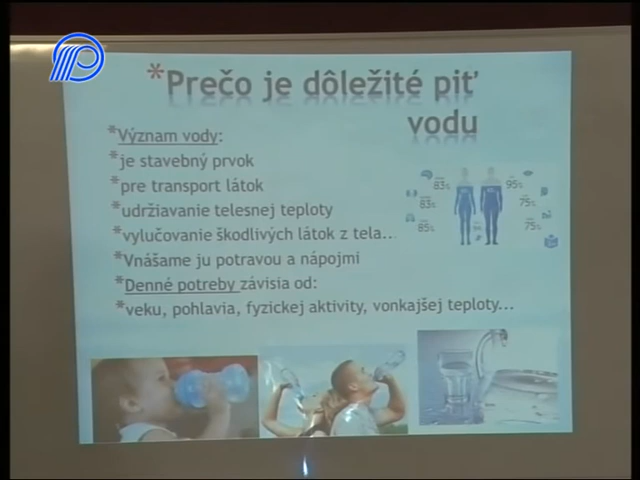 *Prečo je dôležité piť
vodu
*Význam vody:
*je stavebný prvok
*pre transport látok
*udržiavanie telesnej teploty
*vylučovanie škodlivých látok z tela...
*Vnášame ju potravou a nápojmi
*Denné potreby závisia od:
*veku, pohlavia, fyzickej aktivity, vonkajšej teploty...
83%
95%
83%
75%
85%
75%